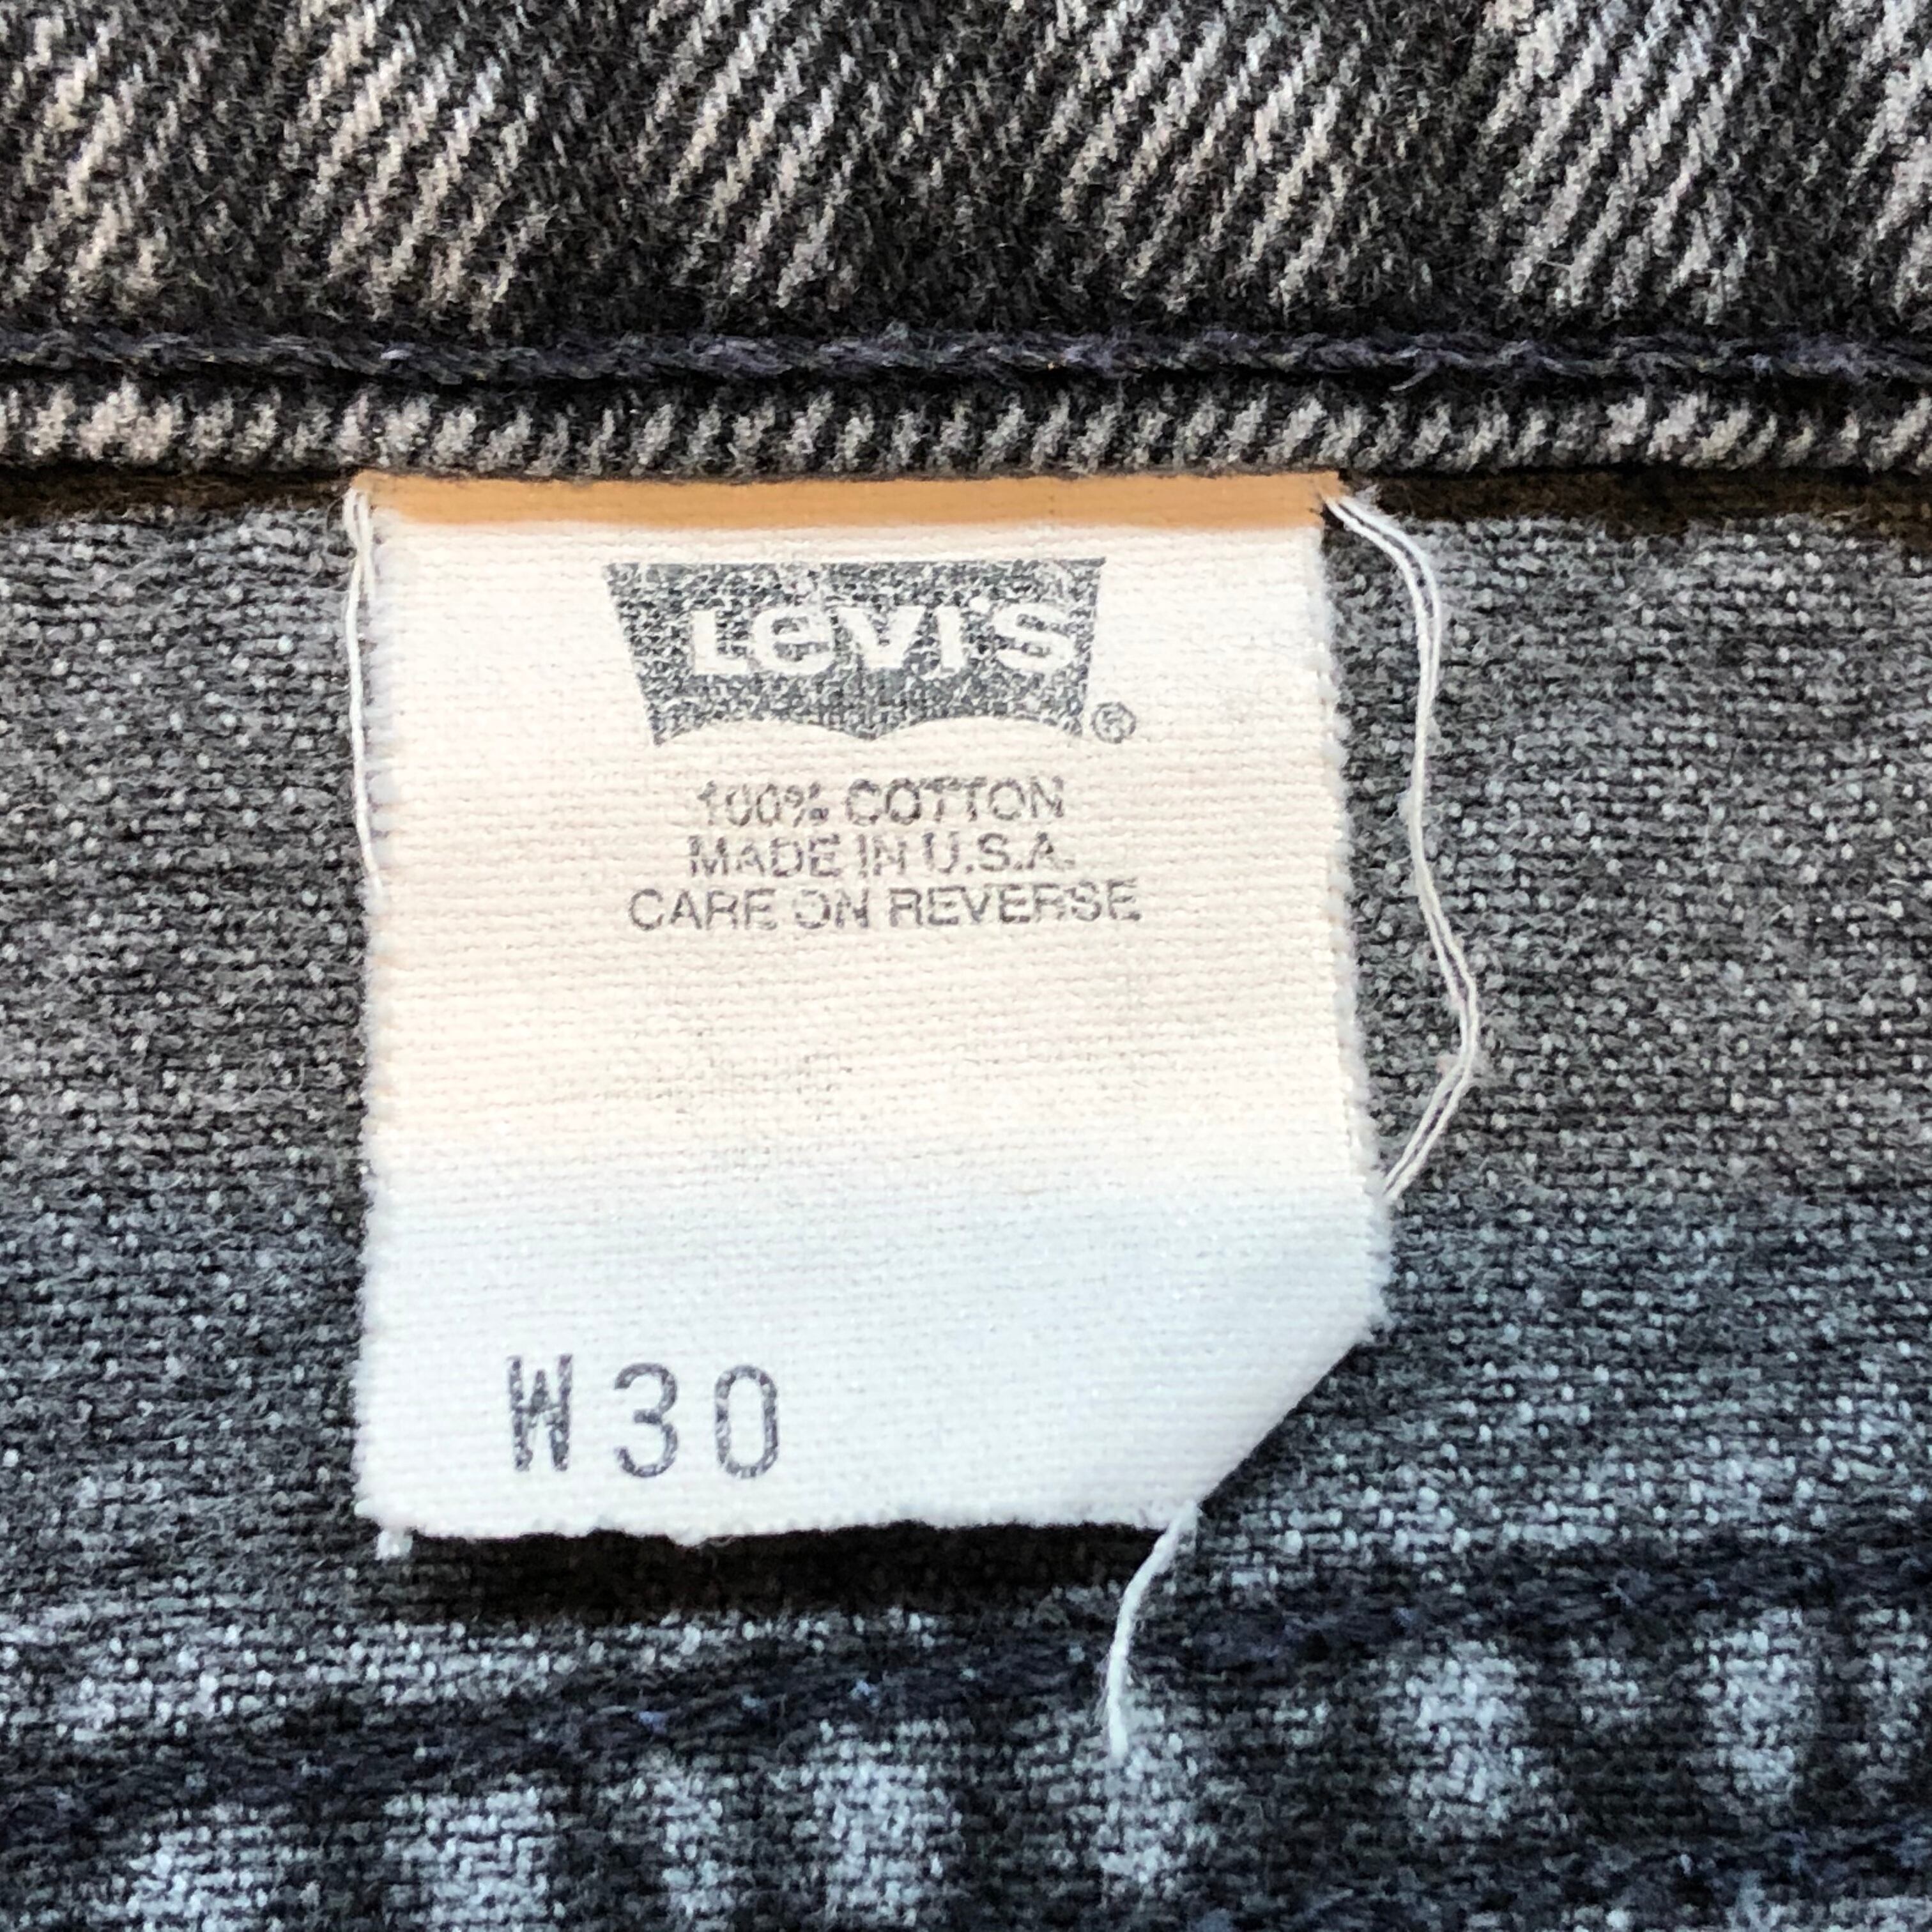 Levi's®
100% COTTON
MADE IN U.S.A.
CARE ON REVERSE
W30